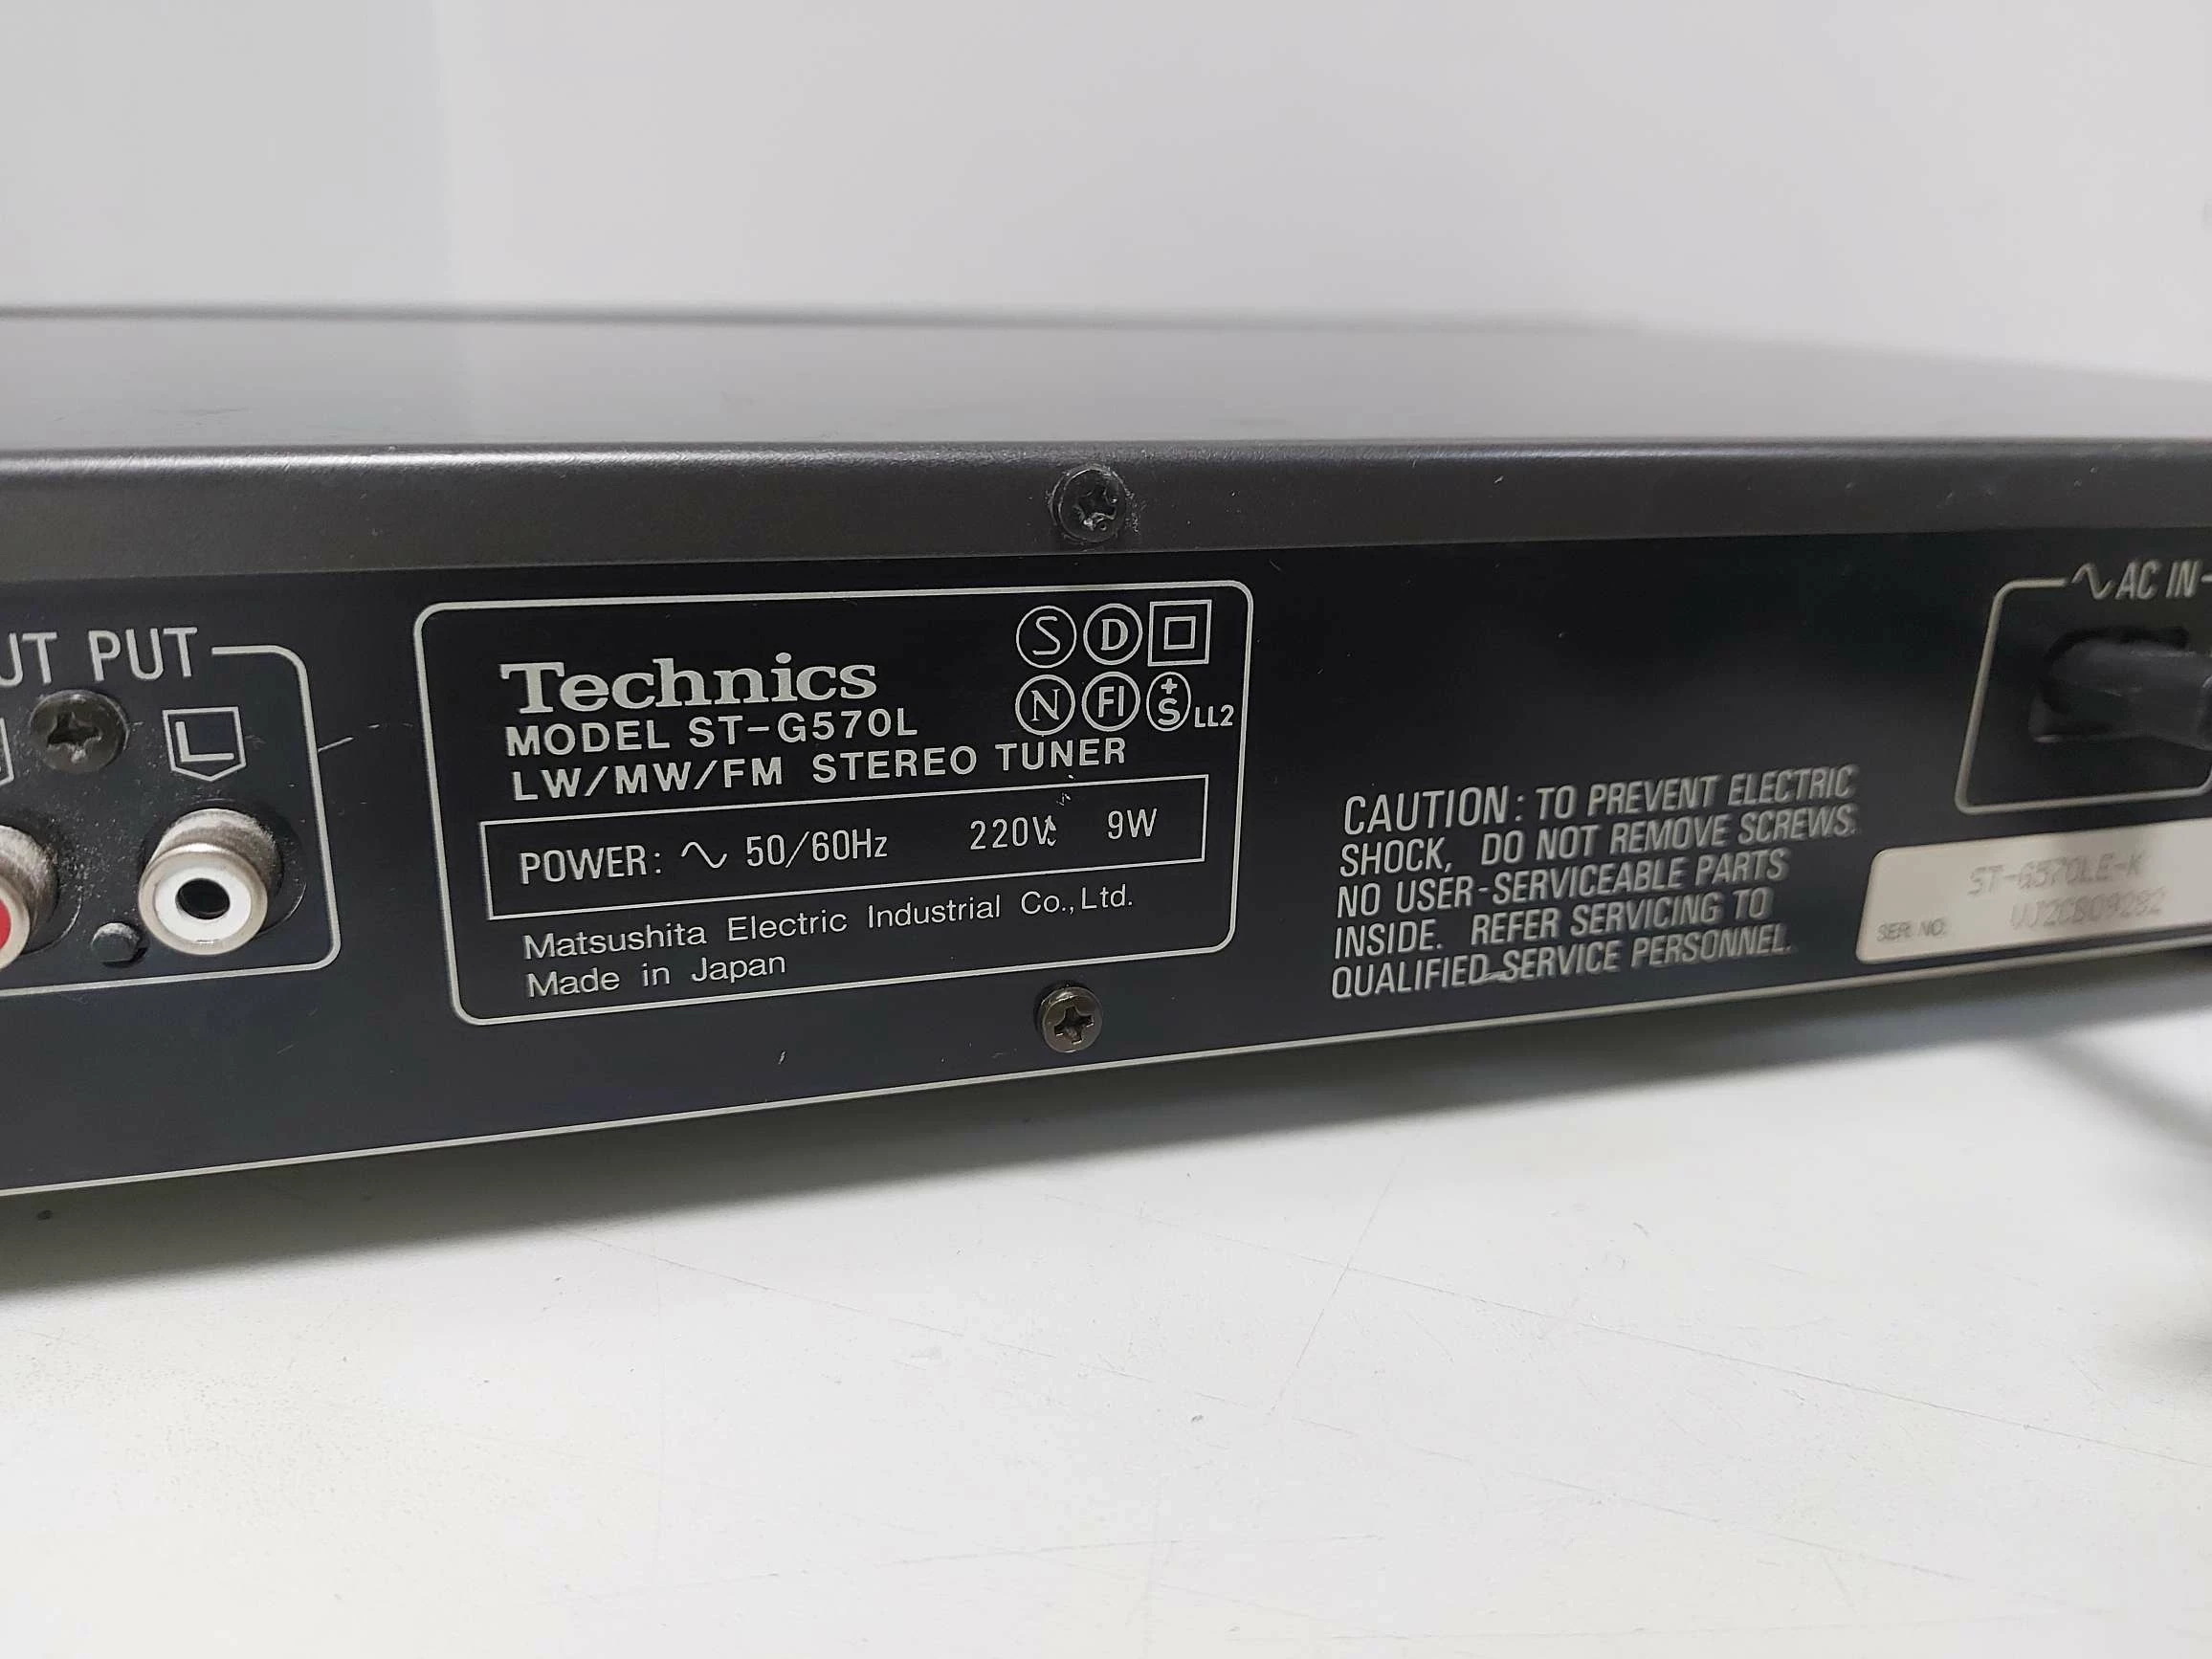 PUT
L
Technics
MODEL ST-G570L
LW/MW/FM STEREO TUNER
S D
N FI +S LL2
POWER: ∿ 50/60Hz 220V 9W
Matsushita Electric Industrial Co., Ltd.
Made in Japan
CAUTION: TO PREVENT ELECTRIC
SHOCK, DO NOT REMOVE SCREWS.
NO USER-SERVICEABLE PARTS
INSIDE. REFER SERVICING TO
QUALIFIED SERVICE PERSONNEL.
∿ AC IN
ST-G570LE-K
SER. NO.